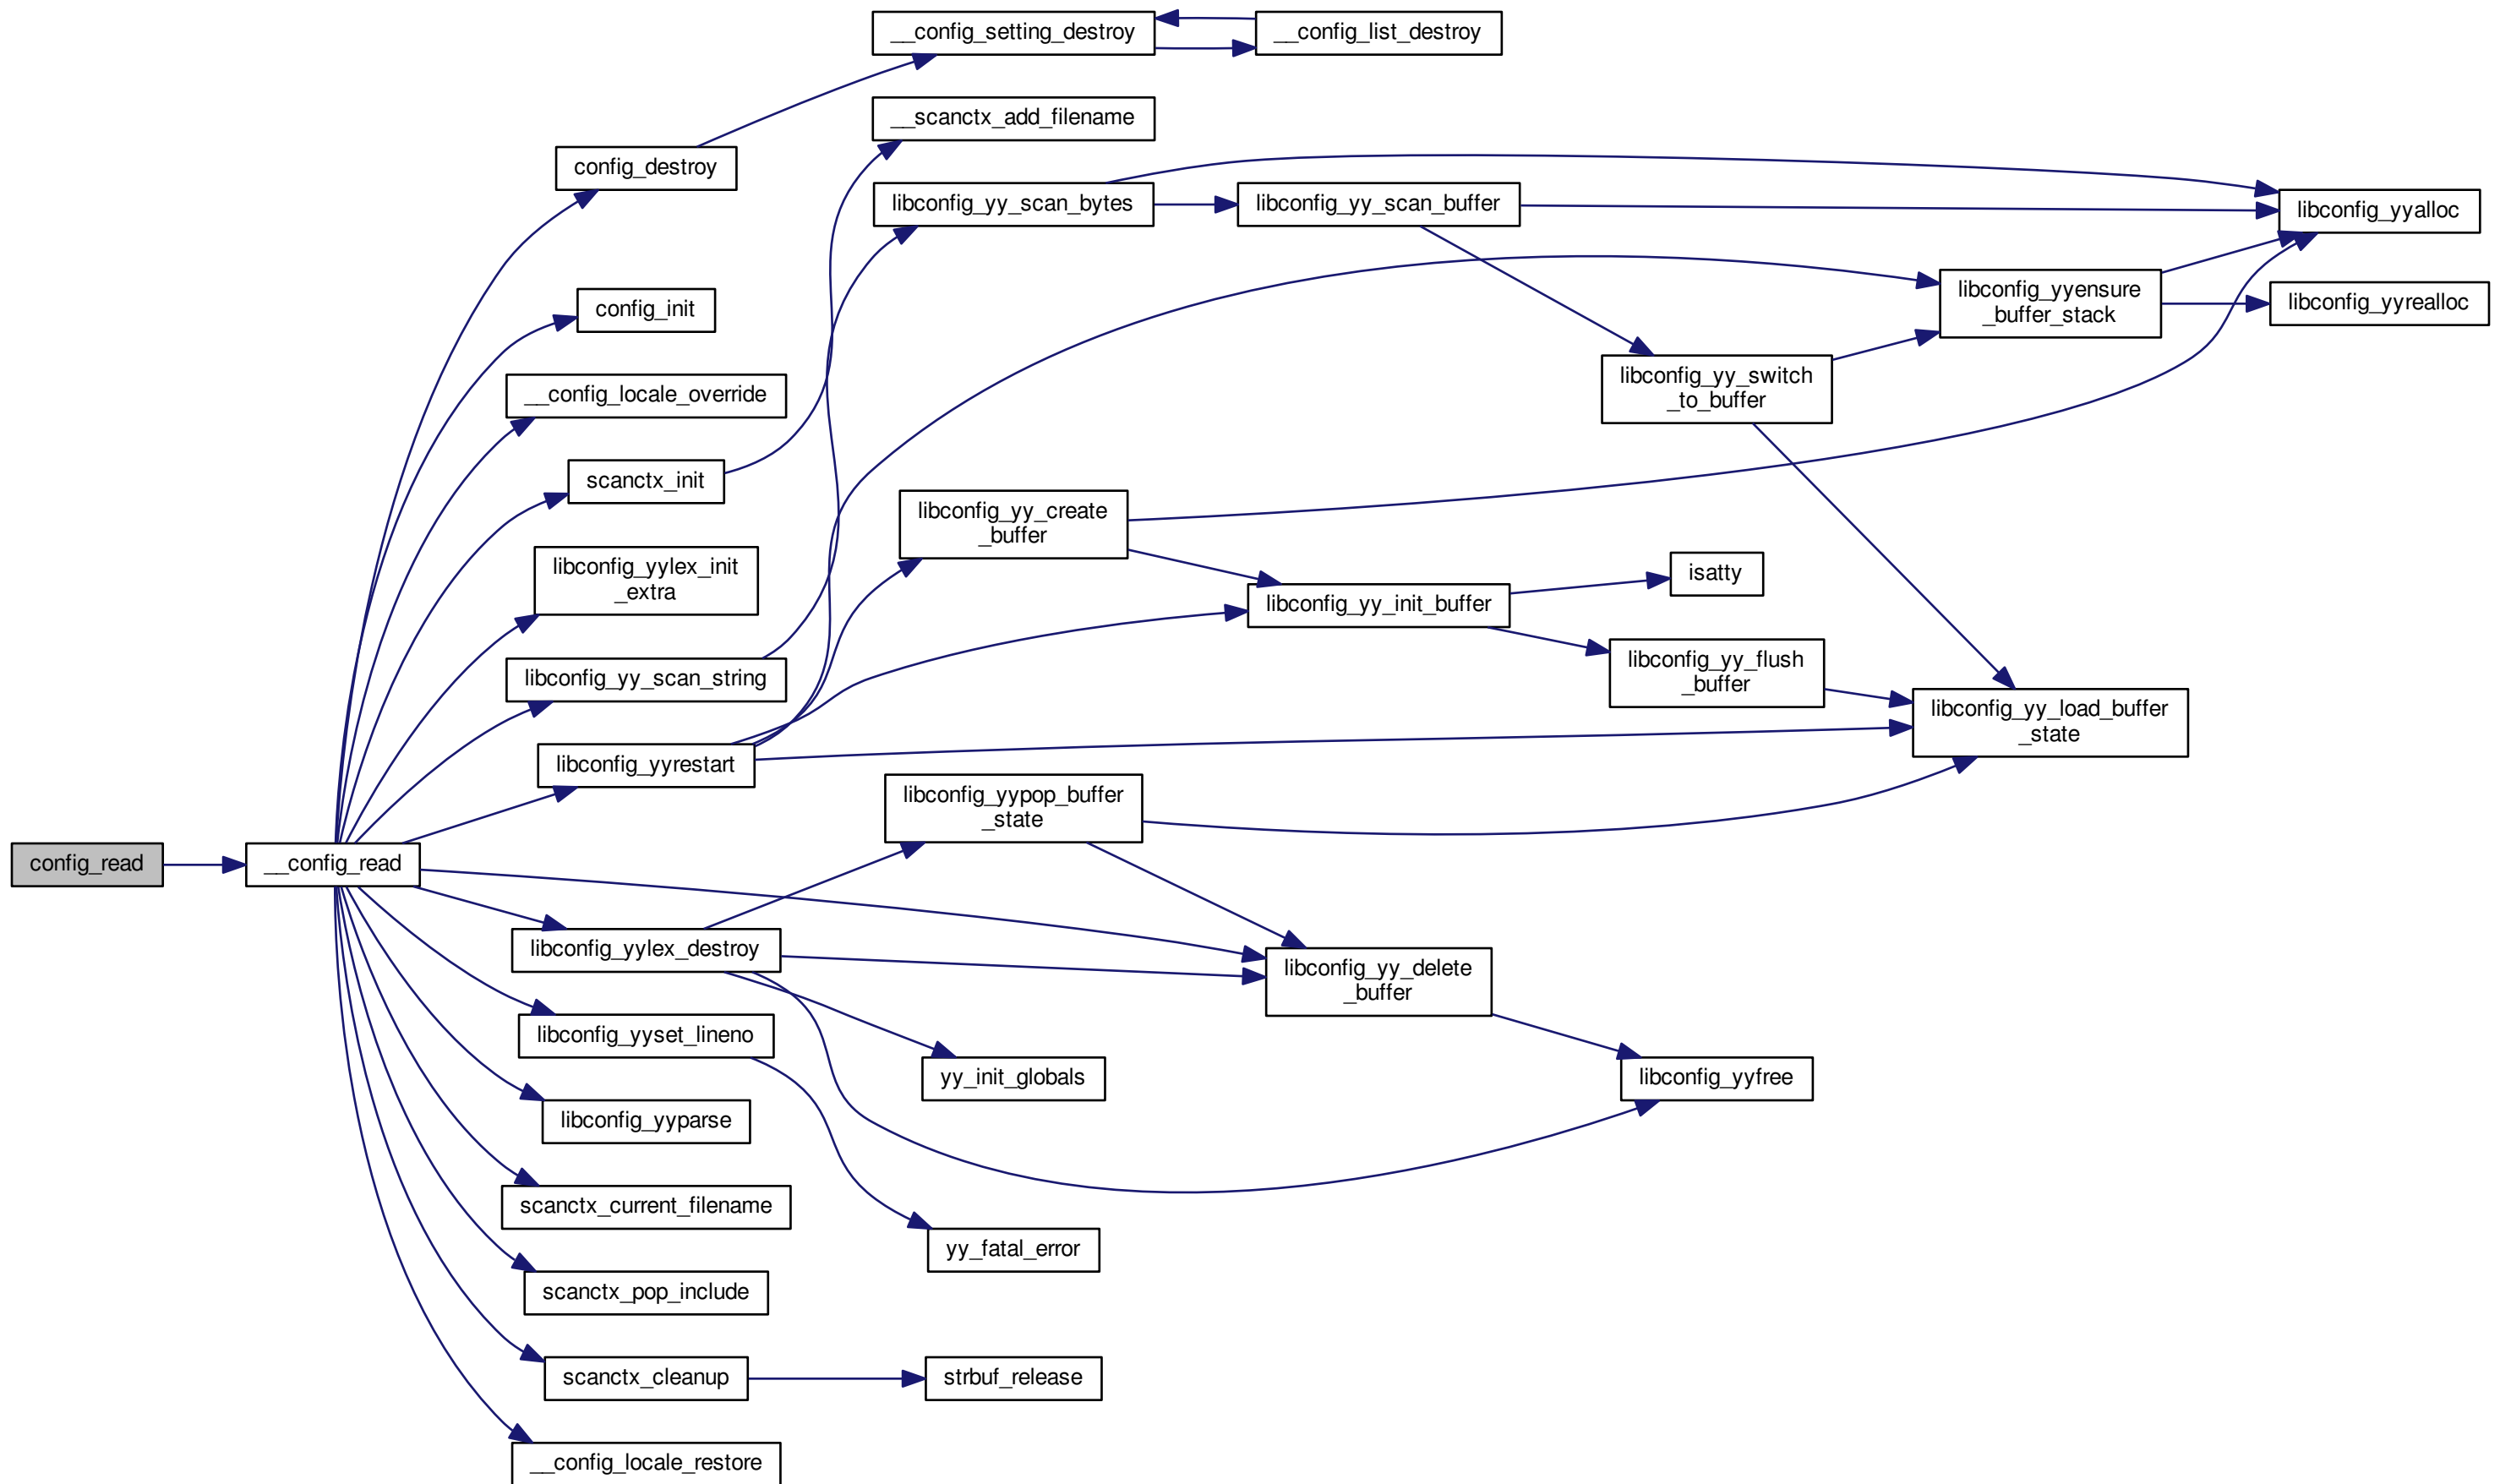 __config_setting_destroy
__config_list_destroy
__scanctx_add_filename
config_destroy
libconfig_yy_scan_bytes
libconfig_yy_scan_buffer
libconfig_yyalloc
config_init
libconfig_yyensure
_buffer_stack
libconfig_yyrealloc
__config_locale_override
libconfig_yy_switch
_to_buffer
scanctx_init
libconfig_yy_create
_buffer
libconfig_yylex_init
_extra
isatty
libconfig_yy_init_buffer
libconfig_yy_scan_string
libconfig_yy_flush
_buffer
libconfig_yy_load_buffer
_state
libconfig_yyrestart
libconfig_yypop_buffer
_state
config_read
__config_read
libconfig_yylex_destroy
libconfig_yy_delete
_buffer
libconfig_yyset_lineno
yy_init_globals
libconfig_yyfree
libconfig_yyparse
scanctx_current_filename
yy_fatal_error
scanctx_pop_include
scanctx_cleanup
strbuf_release
__config_locale_restore